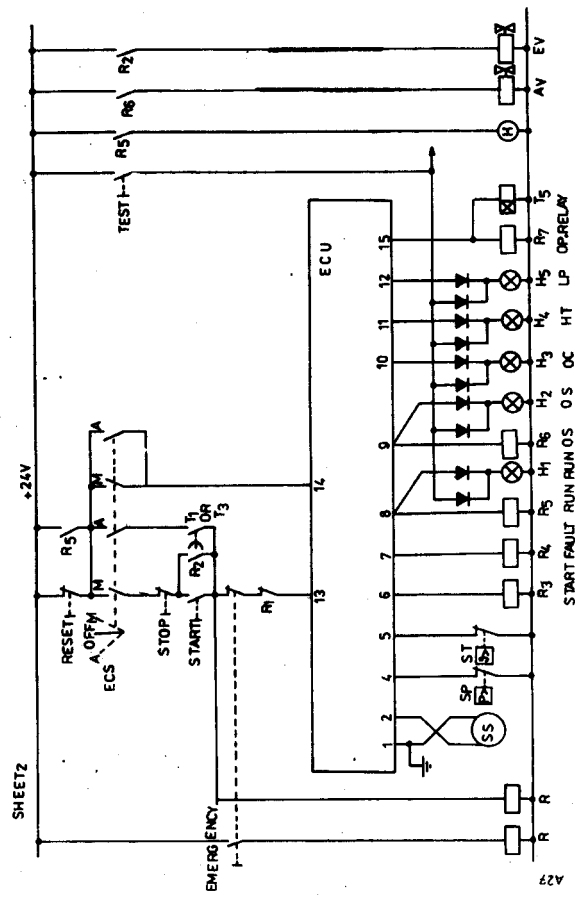 SHEET2
+24V
R5
RESET
M
A
M
A
A OFF M
ECS
STOP
START
R2
T1
OR
T3
R1
EMERGENCY
TEST
R5
R6
R2
13
14
ECU
1
2
4
5
6
7
8
9
10
11
12
15
SS
SP
P>
ST
S>
R
R
R3
R4
R5
H1
R6
H2
H3
H4
H5
R7
T5
H
AV
EV
START FAULT RUN RUN OS OS OC HT LP OP.RELAY
A27